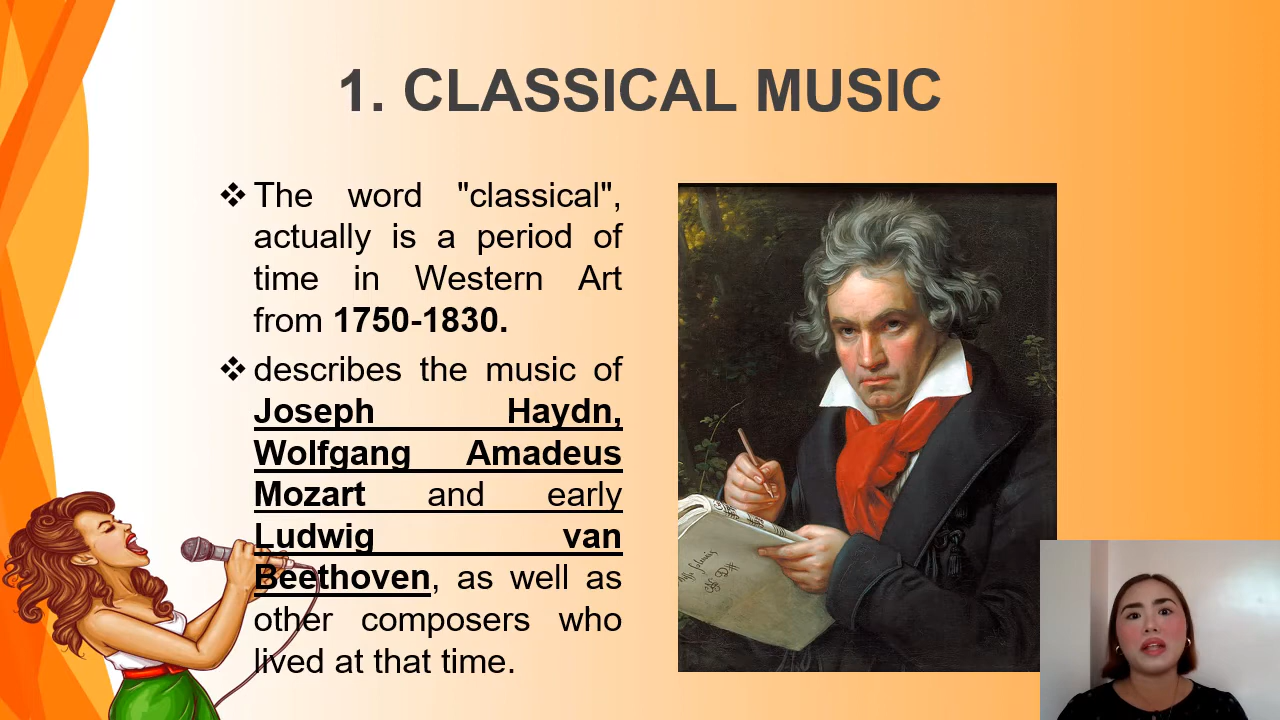 1. CLASSICAL MUSIC
❖ The word "classical",
actually is a period of
time in Western Art
from 1750-1830.
❖ describes the music of
Joseph Haydn,
Wolfgang Amadeus
Mozart and early
Ludwig van
Beethoven, as well as
other composers who
lived at that time.